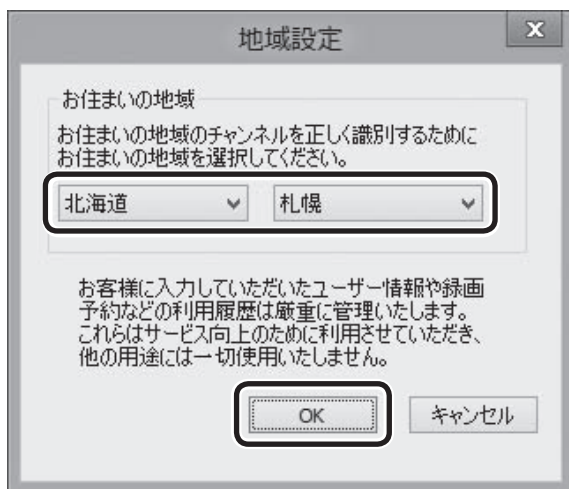 地域設定
x
お住まいの地域
お住まいの地域のチャンネルを正しく識別するために
お住まいの地域を選択してください。
北海道 札幌
お客様に入力していただいたユーザー情報や録画
予約などの利用履歴は厳重に管理いたします。
これらはサービス向上のために利用させていただき、
他の用途には一切使用いたしません。
OK キャンセル